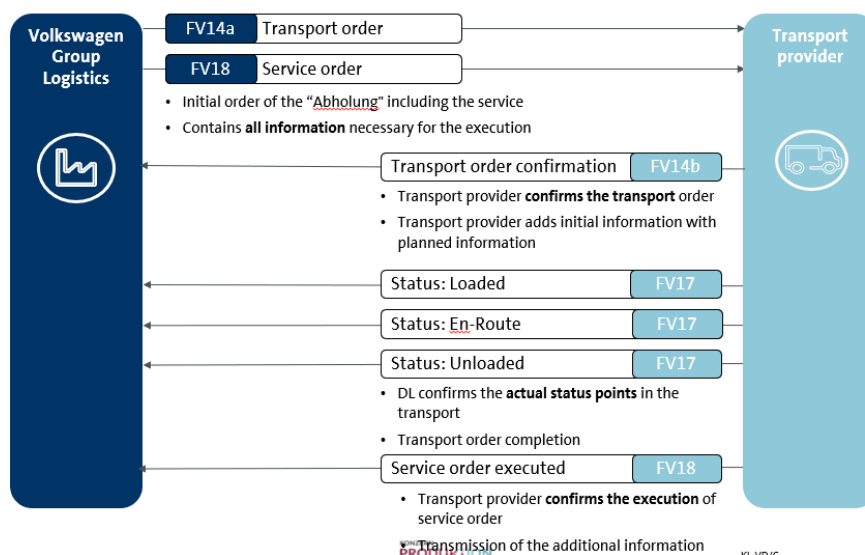 Volkswagen
Group
Logistics
FV14a Transport order
FV18 Service order
Transport
provider
• Initial order of the “Abholung" including the service
• Contains all information necessary for the execution
Transport order confirmation FV14b
• Transport provider confirms the transport order
• Transport provider adds initial information with
planned information
Status: Loaded FV17
Status: En-Route FV17
Status: Unloaded FV17
• DL confirms the actual status points in the
transport
• Transport order completion
Service order executed FV18
• Transport provider confirms the execution of
service order
• Transmission of the additional information
PRODUKTION